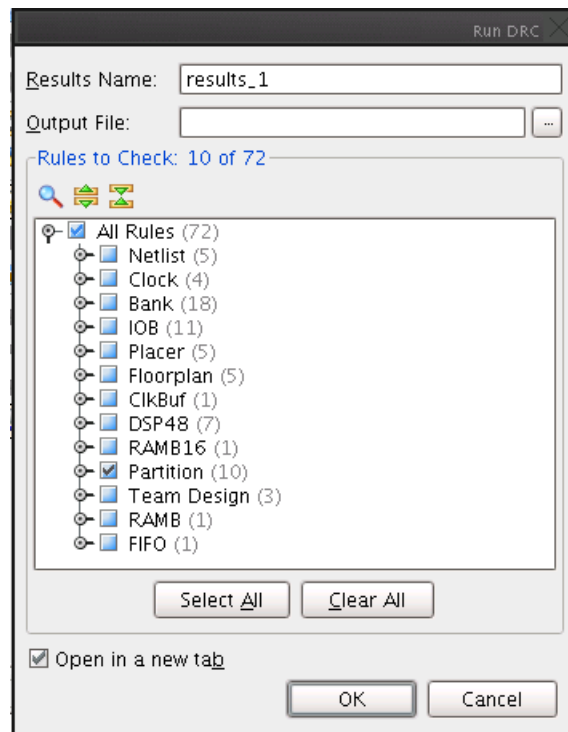 Run DRC
Results Name: results_1
Output File: ...
Rules to Check: 10 of 72
All Rules (72)
Netlist (5)
Clock (4)
Bank (18)
IOB (11)
Placer (5)
Floorplan (5)
ClkBuf (1)
DSP48 (7)
RAMB16 (1)
Partition (10)
Team Design (3)
RAMB (1)
FIFO (1)
Select All Clear All
Open in a new tab
OK Cancel